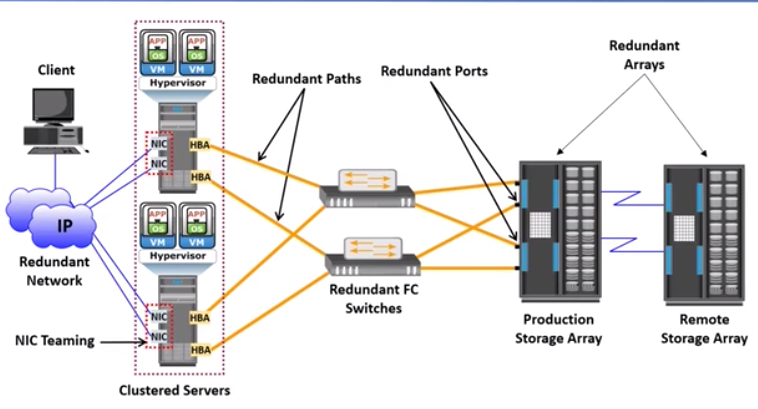 Client
APP
OS
VM
APP
OS
VM
Hypervisor
NIC
NIC
HBA
HBA
IP
Redundant
Network
APP
OS
VM
APP
OS
VM
Hypervisor
NIC
NIC
HBA
HBA
NIC Teaming
Clustered Servers
Redundant Paths
Redundant Ports
Redundant FC
Switches
Redundant
Arrays
Production
Storage Array
Remote
Storage Array